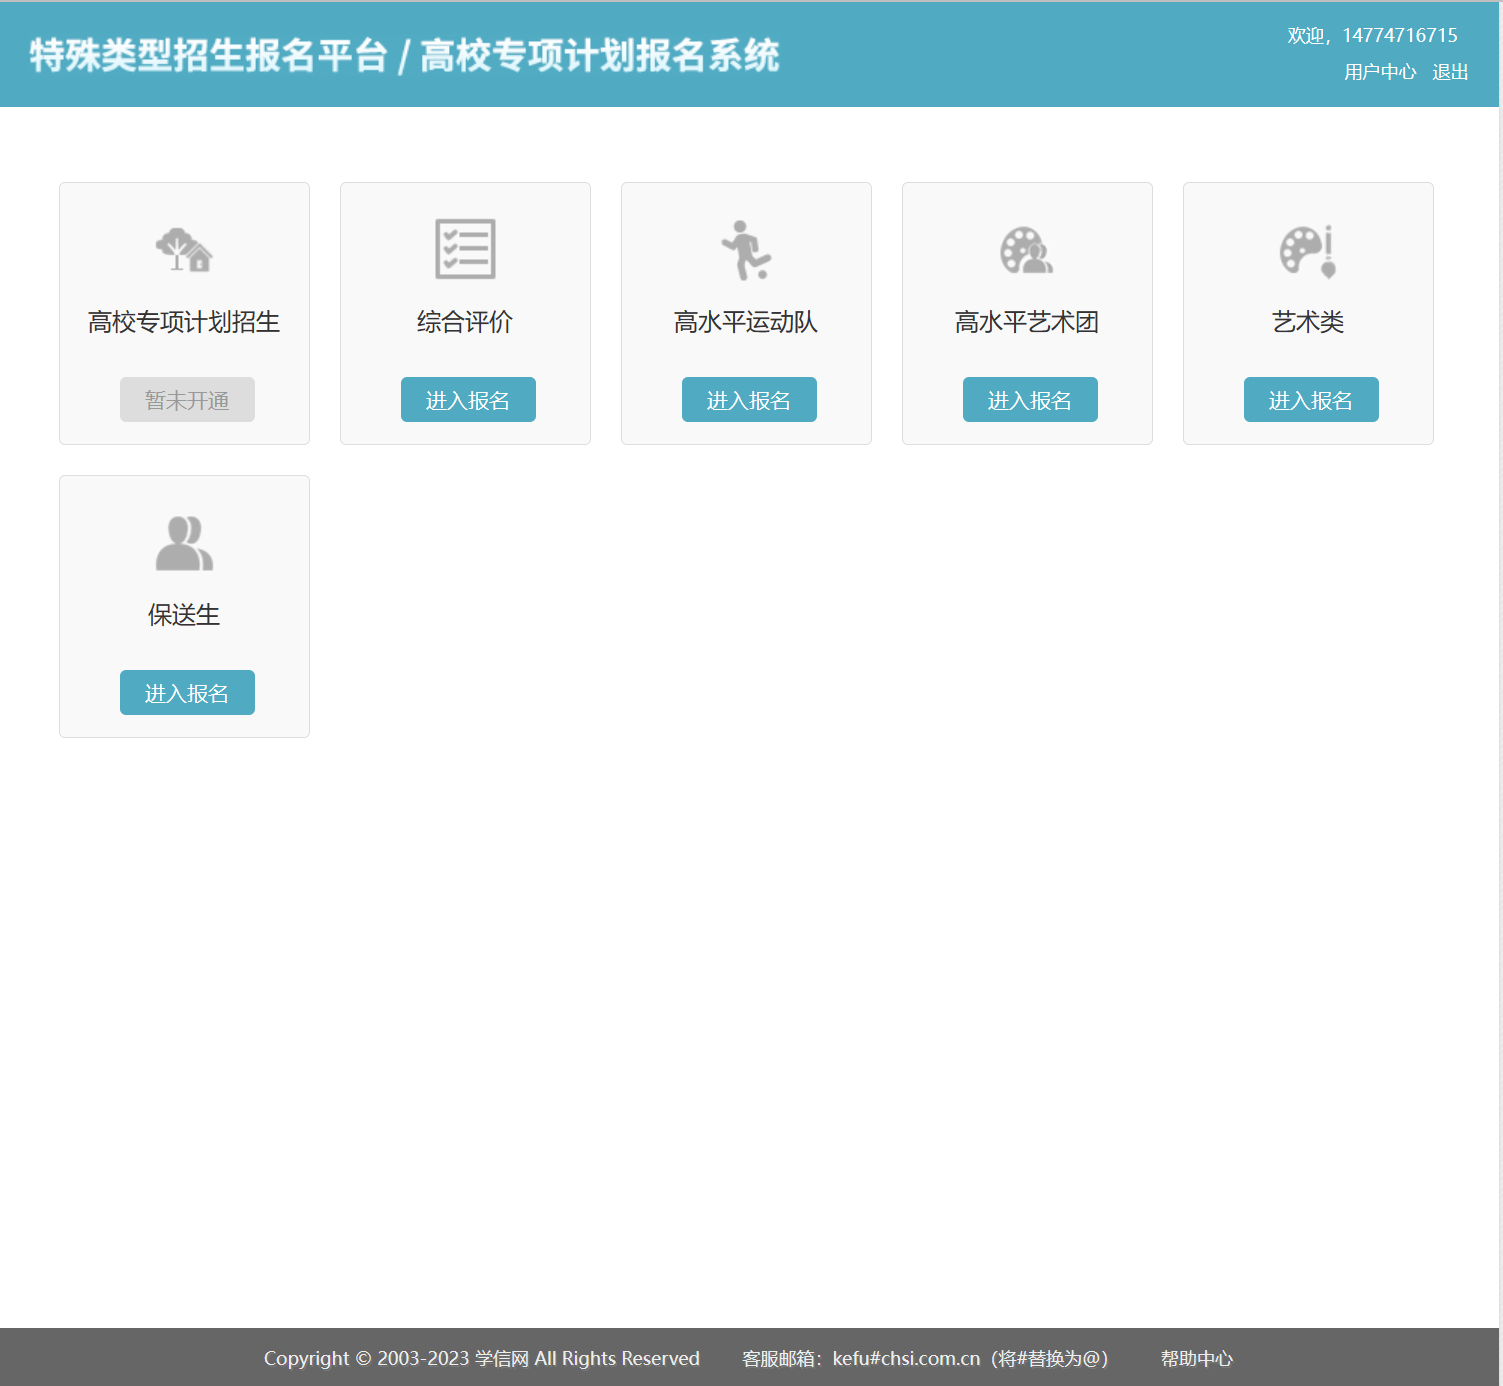 特殊类型招生报名平台 / 高校专项计划报名系统
欢迎，14774716715
用户中心 退出
高校专项计划招生
暂未开通
综合评价
进入报名
高水平运动队
进入报名
高水平艺术团
进入报名
艺术类
进入报名
保送生
进入报名
Copyright © 2003-2023 学信网 All Rights Reserved 客服邮箱：kefu#chsi.com.cn（将#替换为@） 帮助中心